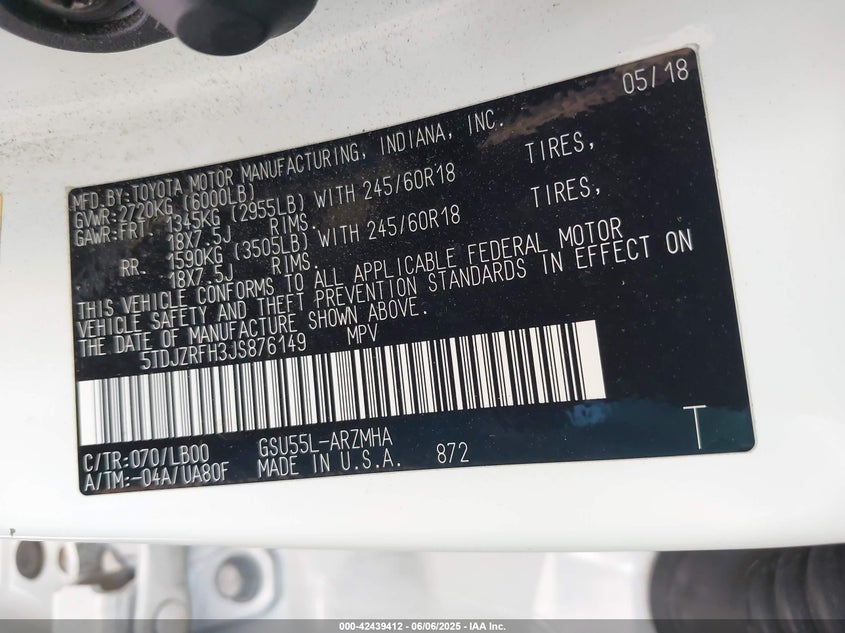 05/18
MFD.BY:TOYOTA MOTOR MANUFACTURING, INDIANA, INC.
GVWR:2720KG (6000LB)
GAWR:FRT. 1345KG (2955LB) WITH 245/60R18 TIRES,
18X7.5J RIMS.
RR. 1590KG (3505LB) WITH 245/60R18 TIRES,
18X7.5J RIMS.
THIS VEHICLE CONFORMS TO ALL APPLICABLE FEDERAL MOTOR
VEHICLE SAFETY AND THEFT PREVENTION STANDARDS IN EFFECT ON
THE DATE OF MANUFACTURE SHOWN ABOVE.
5TDJZRFH3JS876149 MPV
C/TR:070/LB00 GSU55L-ARZMHA T
A/TM:-04A/UA80F MADE IN U.S.A. 872
000-42439412 - 06/06/2025 - IAA Inc.